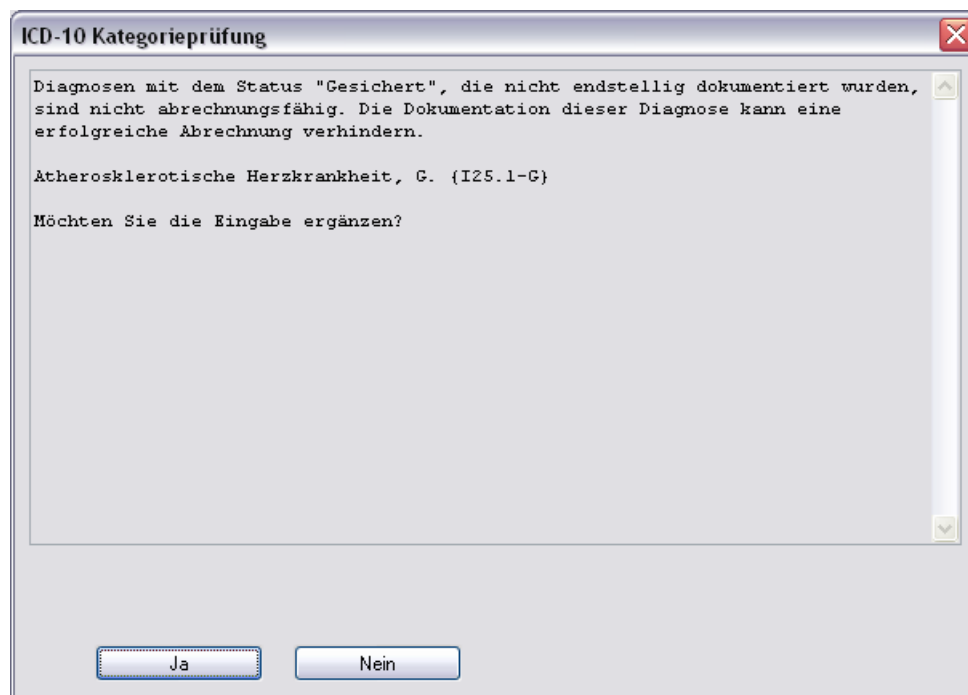 ICD-10 Kategorieprüfung
Diagnosen mit dem Status "Gesichert", die nicht endstellig dokumentiert wurden,
sind nicht abrechnungsfähig. Die Dokumentation dieser Diagnose kann eine
erfolgreiche Abrechnung verhindern.
Atherosklerotische Herzkrankheit, G. {I25.1-G}
Möchten Sie die Eingabe ergänzen?
Ja
Nein